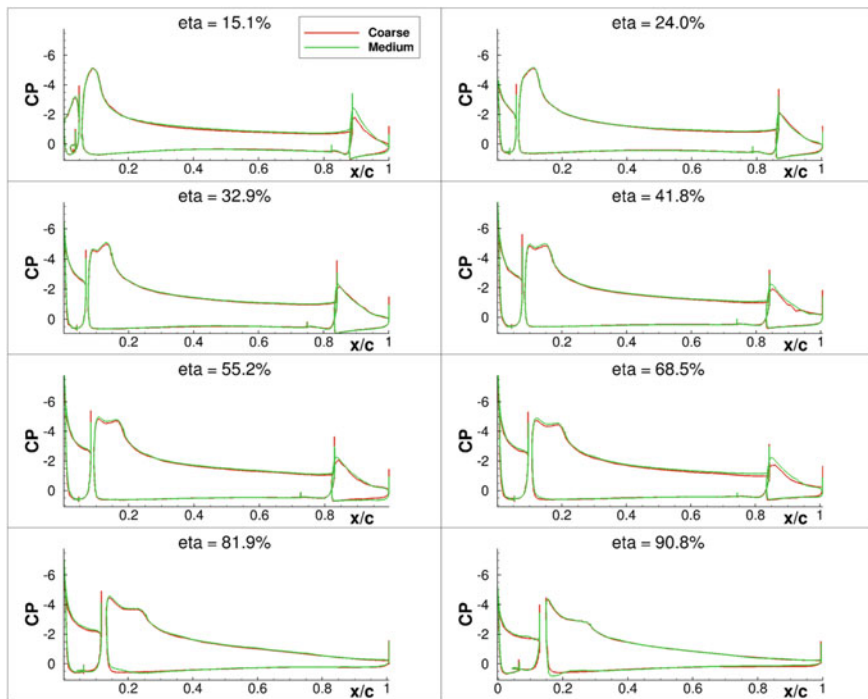 eta = 15.1%
Coarse
Medium
-6
-4
-2
0
CP
0.2
0.4
0.6
0.8
1
x/c
eta = 24.0%
-6
-4
-2
0
CP
0.2
0.4
0.6
0.8
1
x/c
eta = 32.9%
-6
-4
-2
0
CP
0.2
0.4
0.6
0.8
1
x/c
eta = 41.8%
-6
-4
-2
0
CP
0.2
0.4
0.6
0.8
1
x/c
eta = 55.2%
-6
-4
-2
0
CP
0.2
0.4
0.6
0.8
1
x/c
eta = 68.5%
-6
-4
-2
0
CP
0.2
0.4
0.6
0.8
1
x/c
eta = 81.9%
-6
-4
-2
0
CP
0.2
0.4
0.6
0.8
1
x/c
eta = 90.8%
-6
-4
-2
0
CP
0
0.2
0.4
0.6
0.8
1
x/c